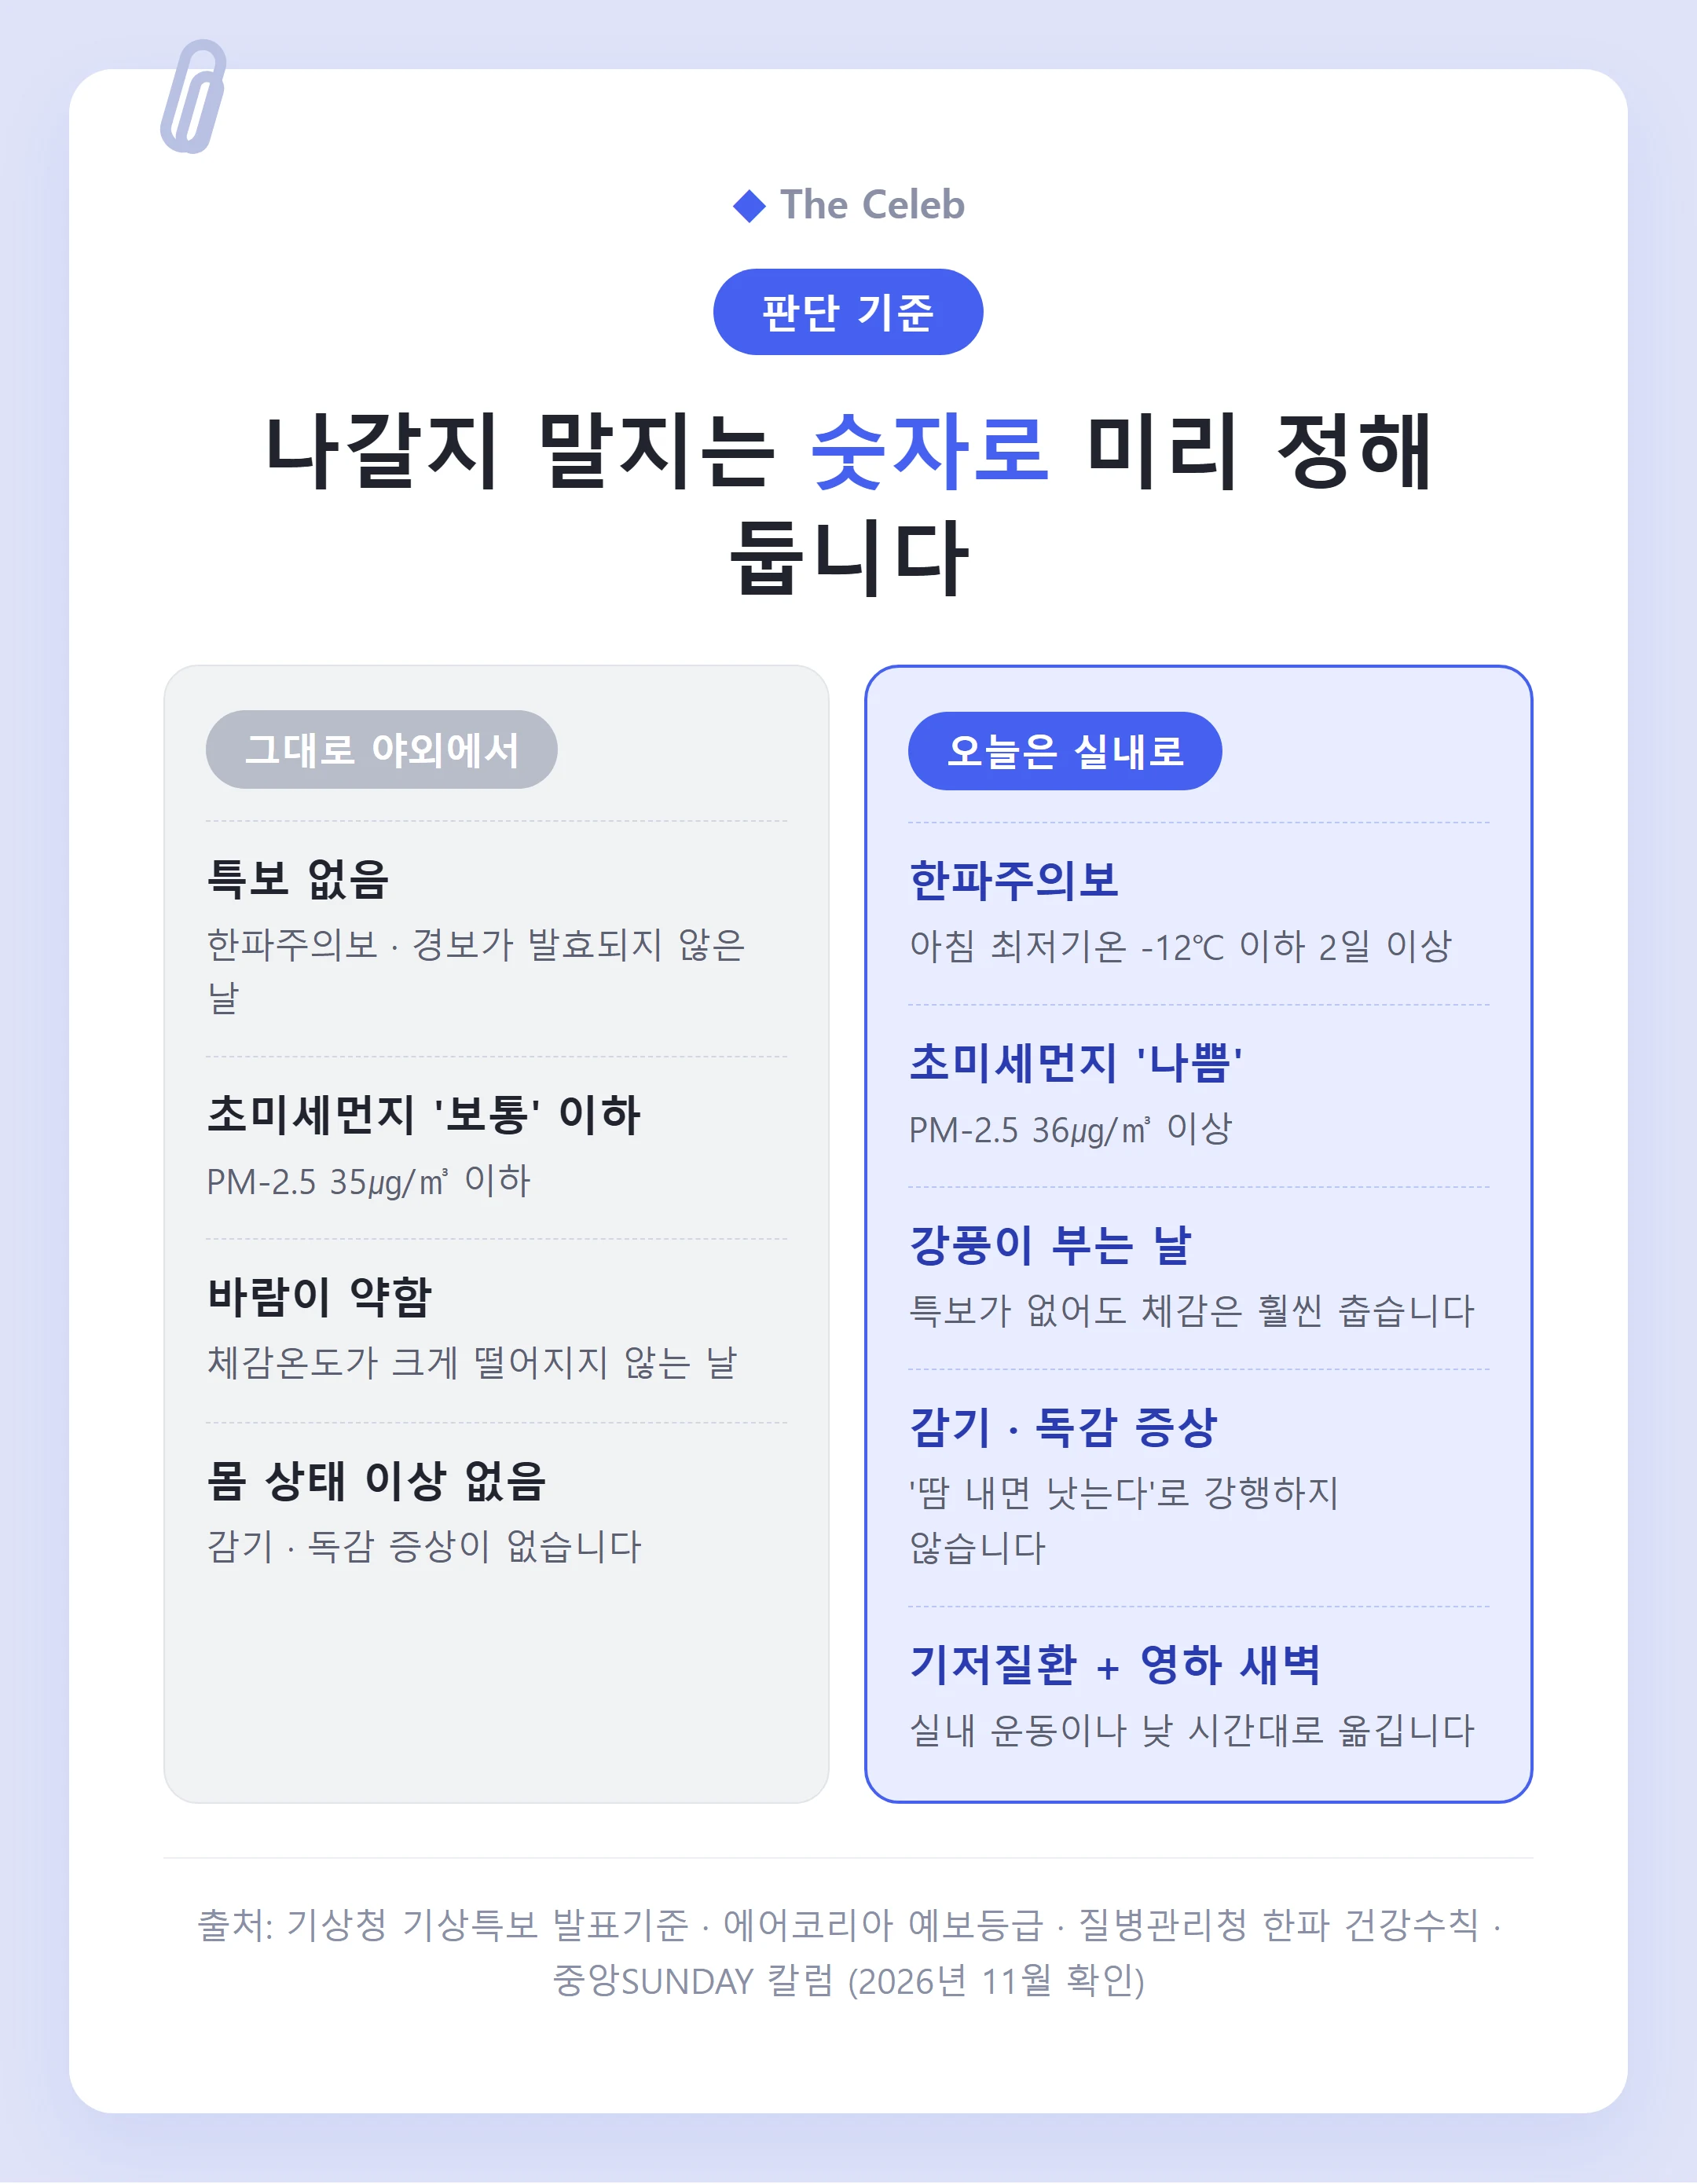 The Celeb
판단 기준
나갈지 말지는 숫자로 미리 정해
둡니다
그대로 야외에서
특보 없음
한파주의보 · 경보가 발효되지 않은
날
초미세먼지 '보통' 이하
PM-2.5 35㎍/㎥ 이하
바람이 약함
체감온도가 크게 떨어지지 않는 날
몸 상태 이상 없음
감기 · 독감 증상이 없습니다
오늘은 실내로
한파주의보
아침 최저기온 -12℃ 이하 2일 이상
초미세먼지 '나쁨'
PM-2.5 36㎍/㎥ 이상
강풍이 부는 날
특보가 없어도 체감은 훨씬 춥습니다
감기 · 독감 증상
'땀 내면 낫는다'로 강행하지
않습니다
기저질환 + 영하 새벽
실내 운동이나 낮 시간대로 옮깁니다
출처: 기상청 기상특보 발표기준 · 에어코리아 예보등급 · 질병관리청 한파 건강수칙 ·
중앙SUNDAY 칼럼 (2026년 11월 확인)